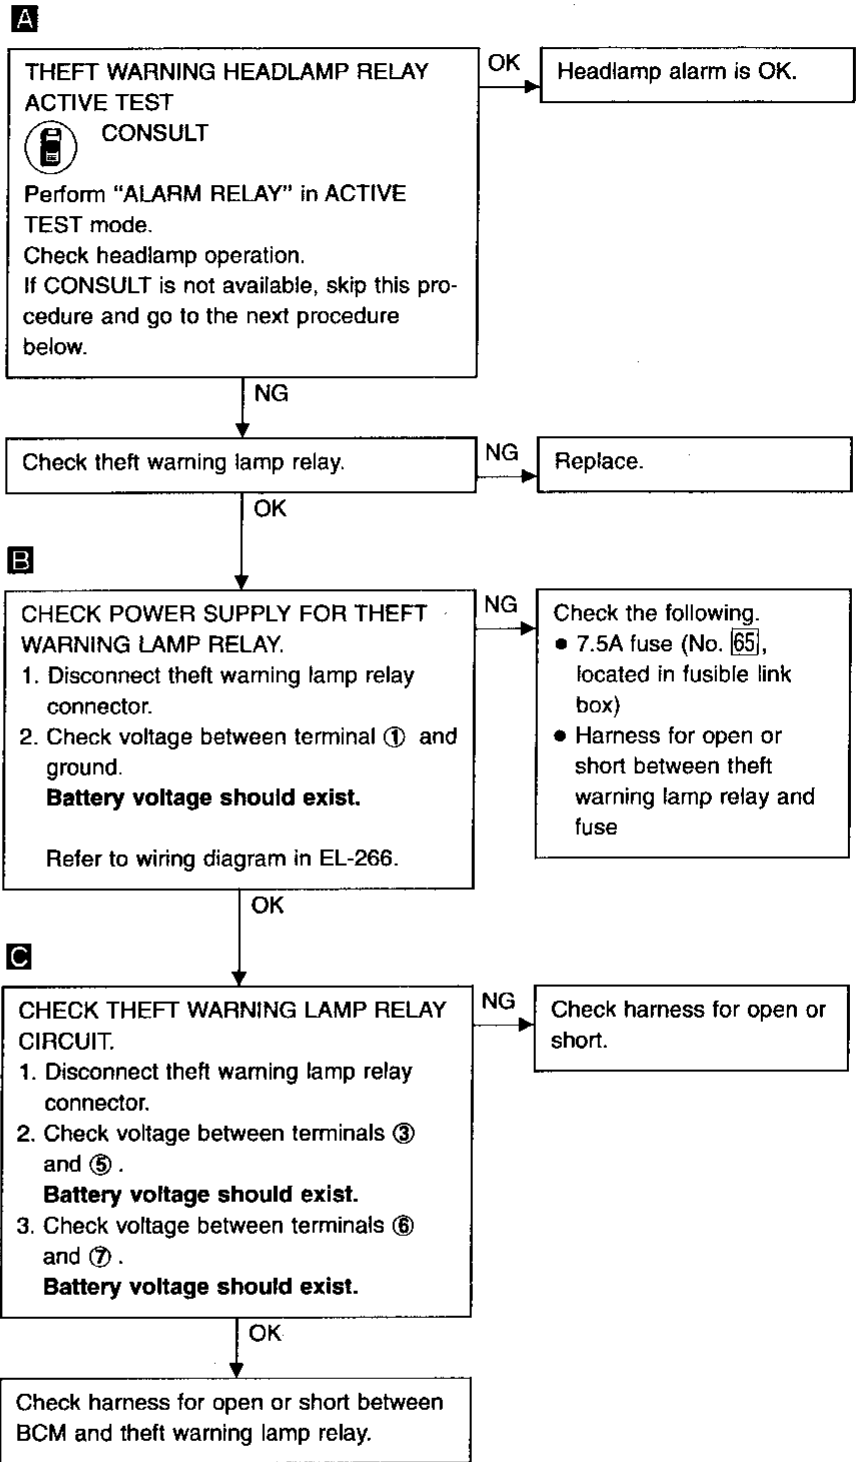 A
THEFT WARNING HEADLAMP RELAY
ACTIVE TEST
CONSULT
Perform “ALARM RELAY” in ACTIVE
TEST mode.
Check headlamp operation.
If CONSULT is not available, skip this pro-
cedure and go to the next procedure
below.
OK
Headlamp alarm is OK.
NG
Check theft warning lamp relay.
NG
Replace.
OK
B
CHECK POWER SUPPLY FOR THEFT
WARNING LAMP RELAY.
1. Disconnect theft warning lamp relay
connector.
2. Check voltage between terminal ① and
ground.
Battery voltage should exist.
Refer to wiring diagram in EL-266.
NG
Check the following.
● 7.5A fuse (No. 65,
located in fusible link
box)
● Harness for open or
short between theft
warning lamp relay and
fuse
OK
C
CHECK THEFT WARNING LAMP RELAY
CIRCUIT.
1. Disconnect theft warning lamp relay
connector.
2. Check voltage between terminals ③
and ⑤.
Battery voltage should exist.
3. Check voltage between terminals ⑥
and ⑦.
Battery voltage should exist.
NG
Check harness for open or
short.
OK
Check harness for open or short between
BCM and theft warning lamp relay.